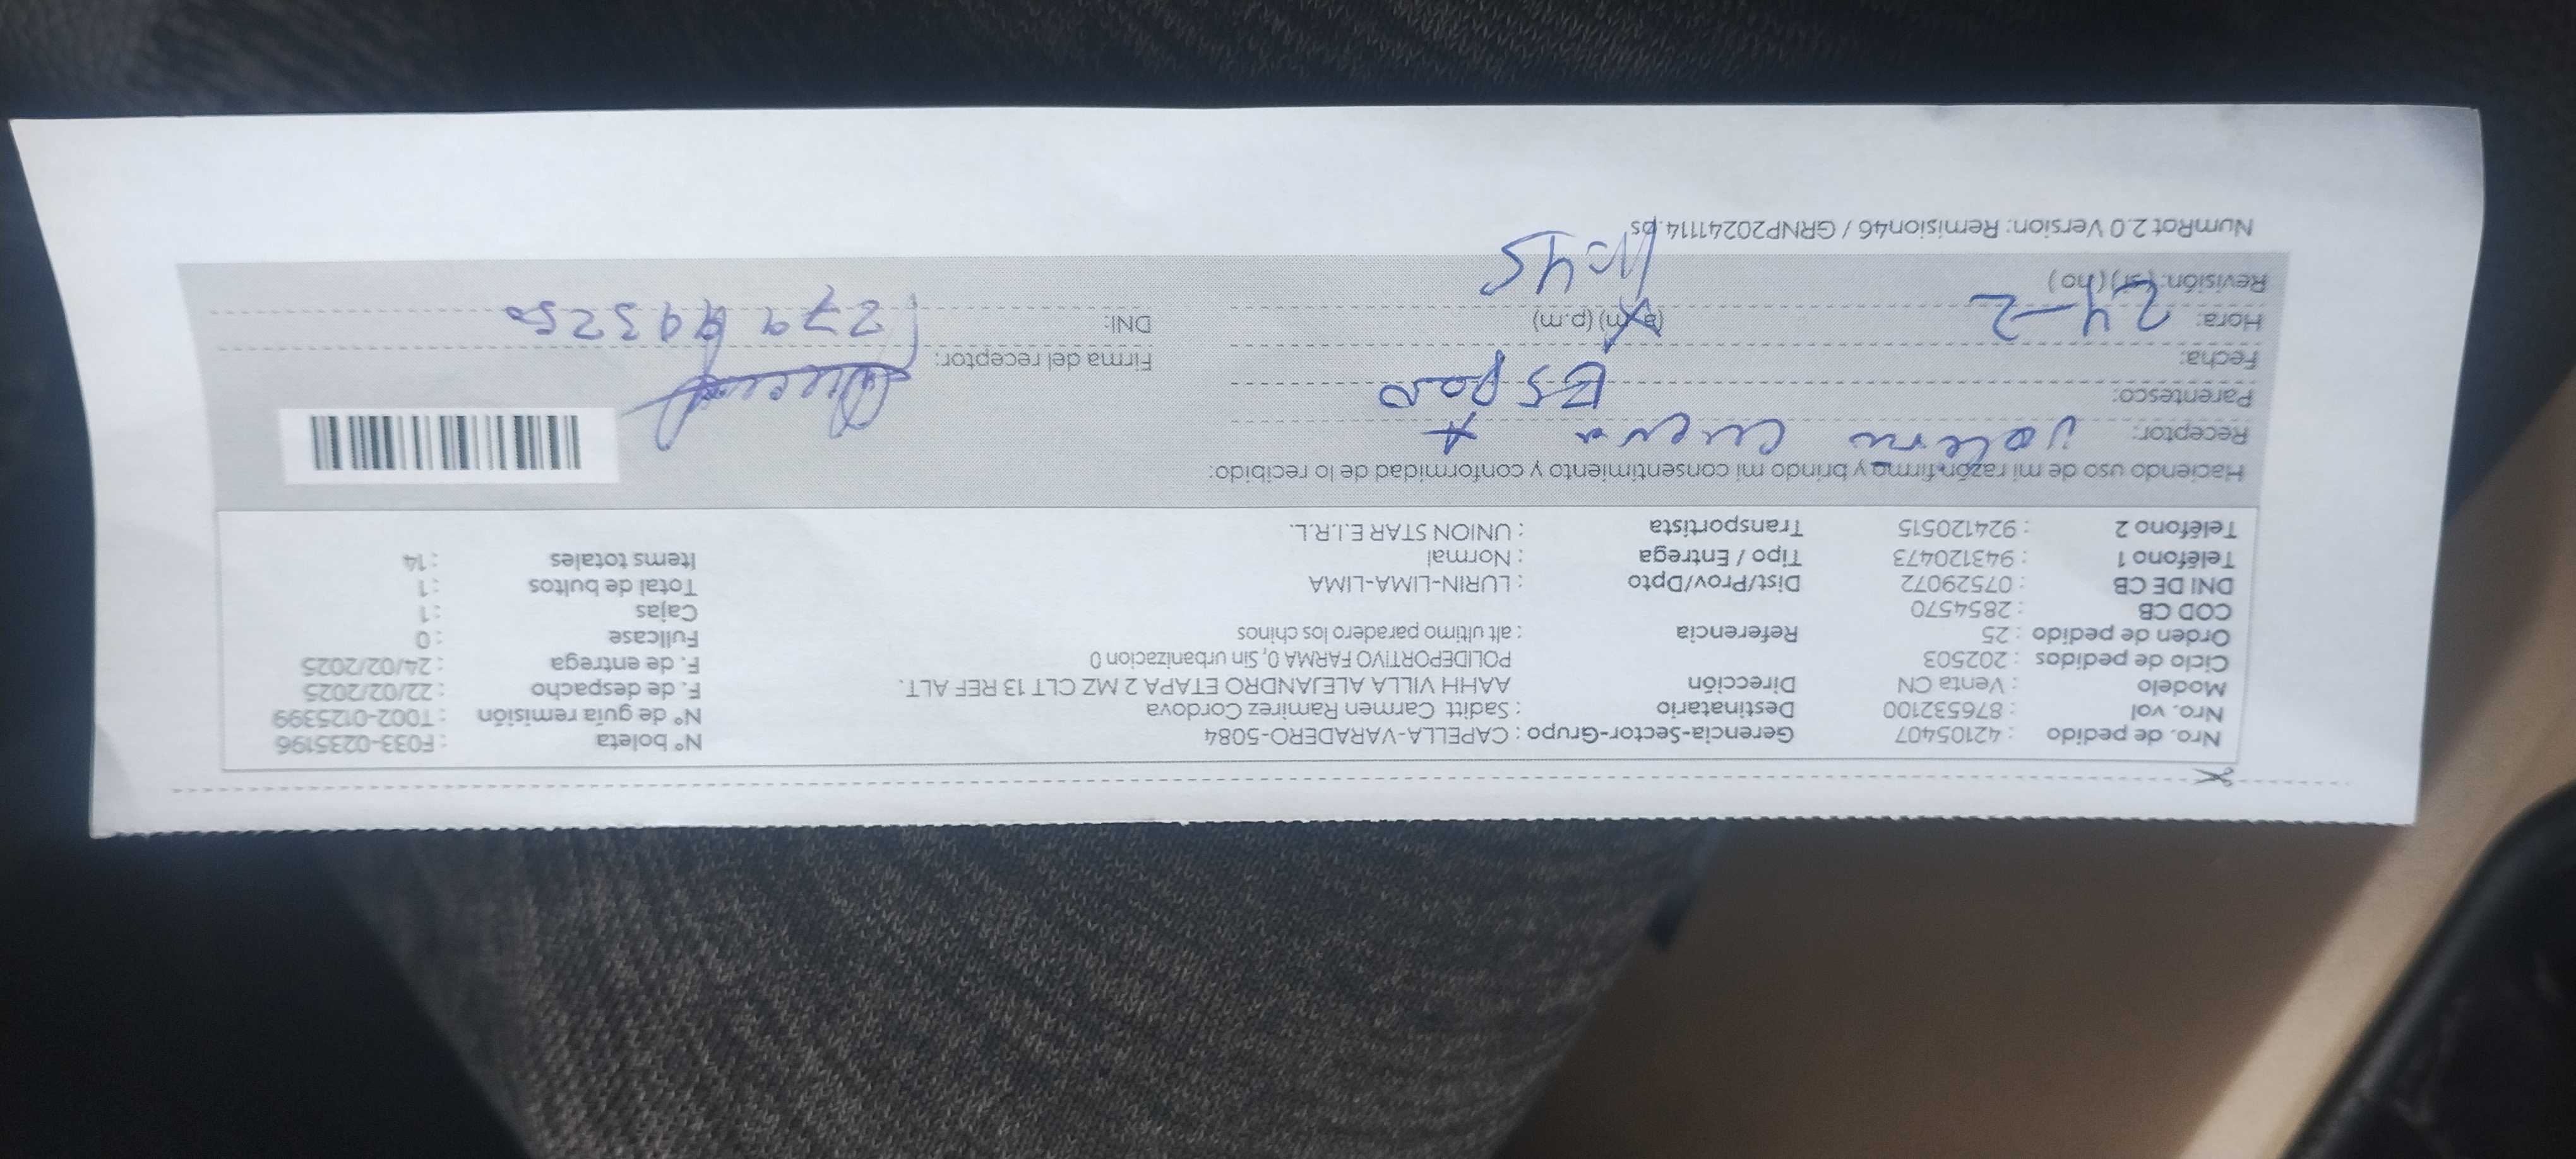 Nro. de pedido : 42105407 Gerencia-Sector-Grupo : CAPELLA-VARADERO-5084 N° boleta : F033-0235196
Nro. vol : 876532100 Destinatario : Saditt Carmen Ramirez Cordova N° de guía remisión : T002-0125399
Modelo : Venta CN Dirección AAHH VILLA ALEJANDRO ETAPA 2 MZ CLT 13 REF ALT. F. de despacho : 22/02/2025
Ciclo de pedidos : 202503 POLIDEPORTIVO FARMA 0, Sin urbanizacion 0 F. de entrega : 24/02/2025
Orden de pedido : 25 Referencia : alt ultimo paradero los chinos Fullcase : 0
COD CB : 2854570 Cajas : 1
DNI DE CB : 07529072 Dist/Prov/Dpto : LURIN-LIMA-LIMA Total de bultos : 1
Teléfono 1 : 943120473 Tipo / Entrega : Normal Items totales : 14
Teléfono 2 : 924120515 Transportista : UNION STAR E.I.R.L.
Haciendo uso de mi razón firmo y brindo mi consentimiento y conformidad de lo recibido:
Receptor:
Parentesco: Esposo
Fecha: Firma del receptor:
Hora: 24-2 (a.m) (p.m) DNI:
Revisión: (si) (no) 11:45
NumRot 2.0 Version: Remision46 / GRNP20241114.ps